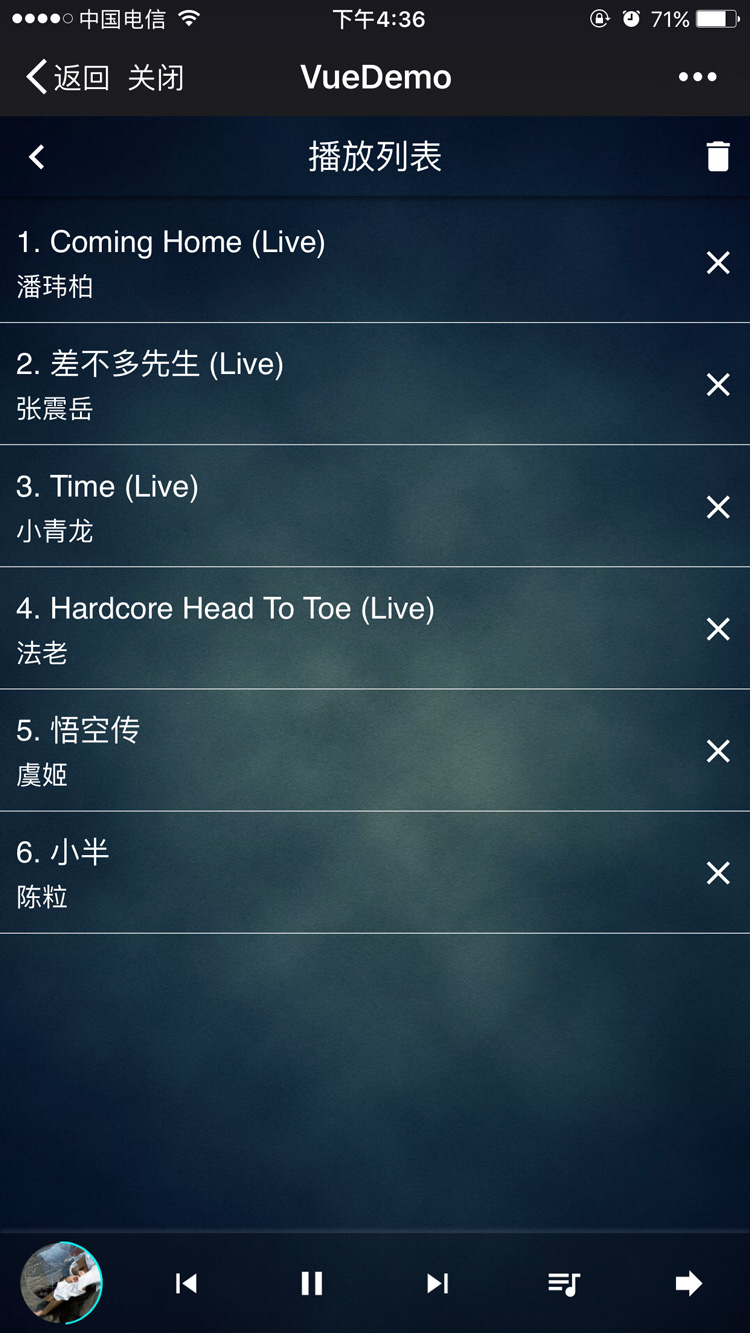 中国电信 下午4:36 71%
返回 关闭 VueDemo
播放列表
1. Coming Home (Live)
潘玮柏
2. 差不多先生 (Live)
张震岳
3. Time (Live)
小青龙
4. Hardcore Head To Toe (Live)
法老
5. 悟空传
虞姬
6. 小半
陈粒